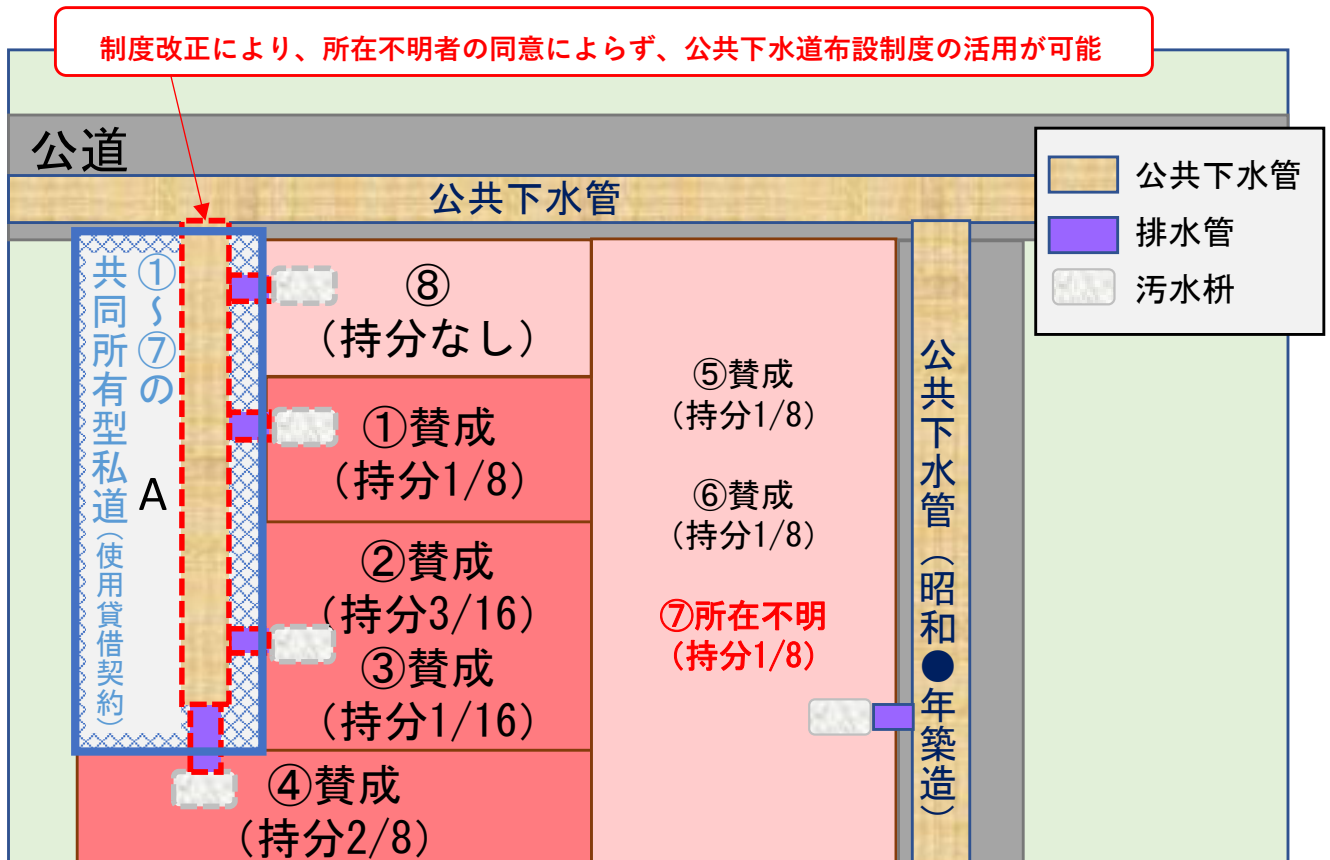 制度改正により、所在不明者の同意によらず、公共下水道布設制度の活用が可能
公道
公共下水管
公共下水管
排水管
汚水枡
①～⑦の
共同所有型私道（使用貸借契約）
A
⑧
（持分なし）
①賛成
（持分1/8）
②賛成
（持分3/16）
③賛成
（持分1/16）
④賛成
（持分2/8）
⑤賛成
（持分1/8）
⑥賛成
（持分1/8）
⑦所在不明
（持分1/8）
公共下水管（昭和●年築造）